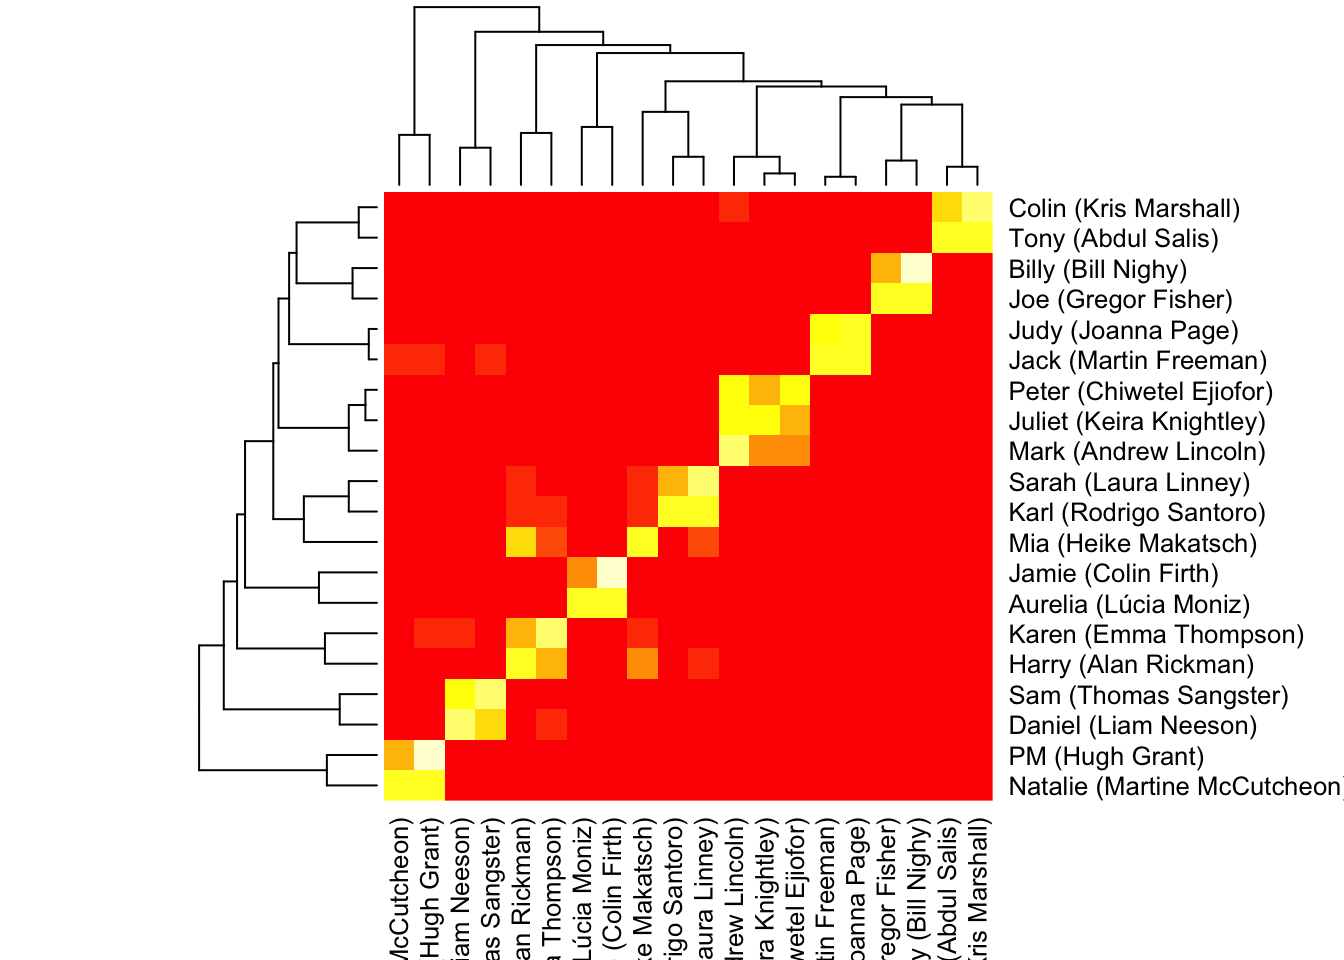 Colin (Kris Marshall)
Tony (Abdul Salis)
Billy (Bill Nighy)
Joe (Gregor Fisher)
Judy (Joanna Page)
Jack (Martin Freeman)
Peter (Chiwetel Ejiofor)
Juliet (Keira Knightley)
Mark (Andrew Lincoln)
Sarah (Laura Linney)
Karl (Rodrigo Santoro)
Mia (Heike Makatsch)
Jamie (Colin Firth)
Aurelia (Lúcia Moniz)
Karen (Emma Thompson)
Harry (Alan Rickman)
Sam (Thomas Sangster)
Daniel (Liam Neeson)
PM (Hugh Grant)
Natalie (Martine McCutcheon)
McCutcheon)
Hugh Grant)
iam Neeson)
as Sangster)
an Rickman)
a Thompson)
Lúcia Moniz)
(Colin Firth)
ke Makatsch)
rigo Santoro)
aura Linney)
drew Lincoln)
ra Knightley)
wetel Ejiofor)
tin Freeman)
oanna Page)
regor Fisher)
y (Bill Nighy)
(Abdul Salis)
Kris Marshall)